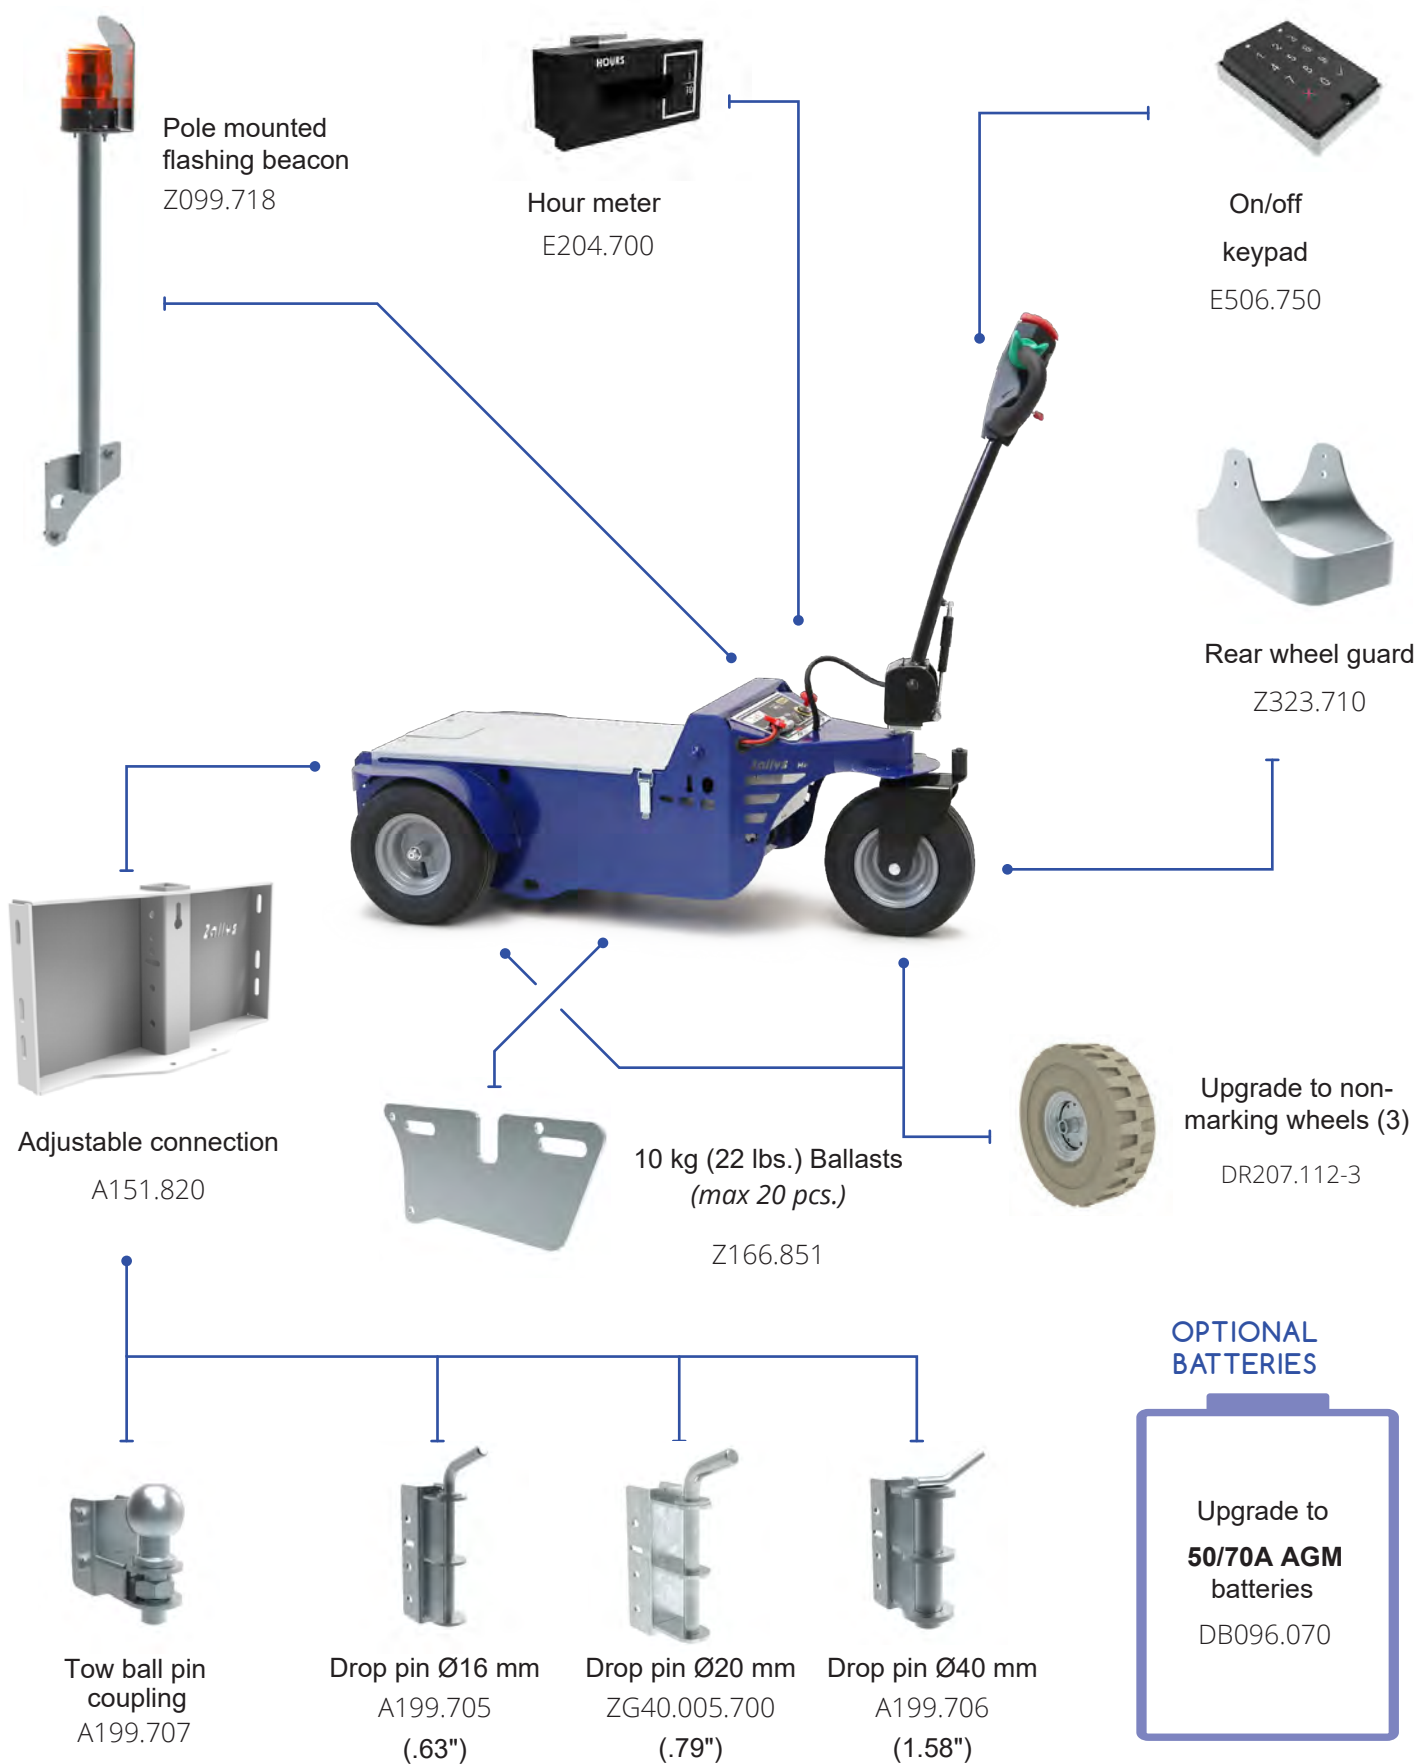 Pole mounted
flashing beacon
Z099.718
HOURS
1
10
Hour meter
E204.700
On/off
keypad
E506.750
Rear wheel guard
Z323.710
Zallys
Zallys
Adjustable connection
A151.820
10 kg (22 lbs.) Ballasts
(max 20 pcs.)
Z166.851
Upgrade to non-
marking wheels (3)
DR207.112-3
OPTIONAL
BATTERIES
Upgrade to
50/70A AGM
batteries
DB096.070
Tow ball pin
coupling
A199.707
Drop pin Ø16 mm
A199.705
(.63")
Drop pin Ø20 mm
ZG40.005.700
(.79")
Drop pin Ø40 mm
A199.706
(1.58")